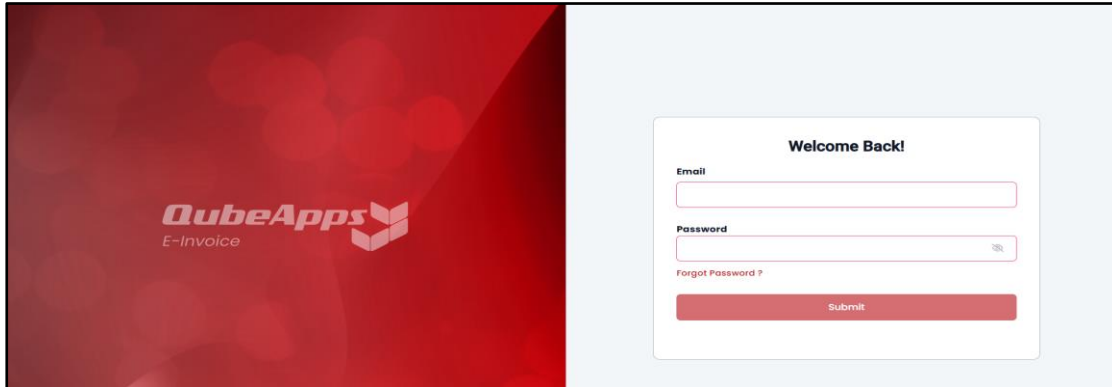 QubeApps
E-Invoice
Welcome Back!
Email
Password
Forgot Password ?
Submit